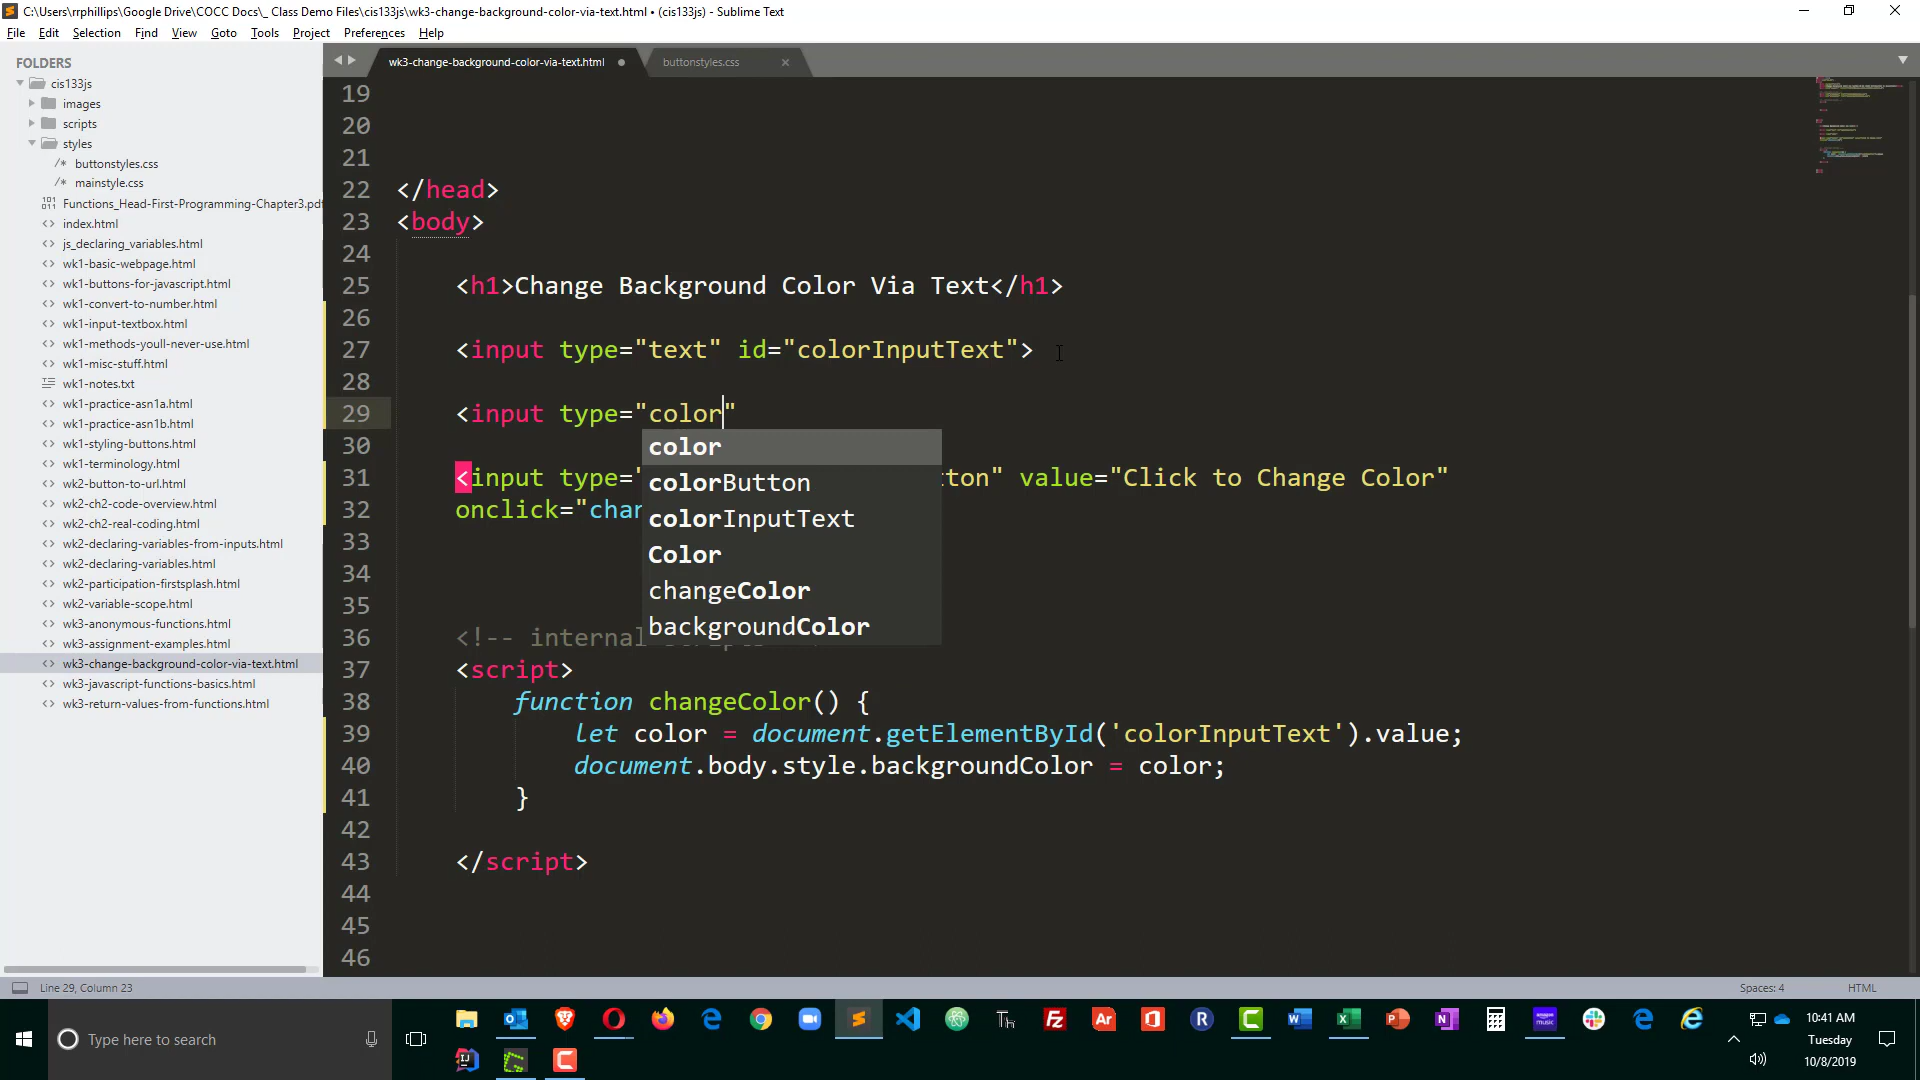 C:\Users\rrphillips\Google Drive\COCC Docs\_ Class Demo Files\cis133js\wk3-change-background-color-via-text.html • (cis133js) - Sublime Text
File Edit Selection Find View Goto Tools Project Preferences Help
FOLDERS
cis133js
images
scripts
styles
/* buttonstyles.css
/* mainstyle.css
Functions_Head-First-Programming-Chapter3.pdf
<> index.html
<> js_declaring_variables.html
<> wk1-basic-webpage.html
<> wk1-buttons-for-javascript.html
<> wk1-convert-to-number.html
<> wk1-input-textbox.html
<> wk1-methods-youll-never-use.html
<> wk1-misc-stuff.html
wk1-notes.txt
<> wk1-practice-asn1a.html
<> wk1-practice-asn1b.html
<> wk1-styling-buttons.html
<> wk1-terminology.html
<> wk2-button-to-url.html
<> wk2-ch2-code-overview.html
<> wk2-ch2-real-coding.html
<> wk2-declaring-variables-from-inputs.html
<> wk2-declaring-variables.html
<> wk2-participation-firstsplash.html
<> wk2-variable-scope.html
<> wk3-anonymous-functions.html
<> wk3-assignment-examples.html
<> wk3-change-background-color-via-text.html
<> wk3-javascript-functions-basics.html
<> wk3-return-values-from-functions.html
wk3-change-background-color-via-text.html buttonstyles.css
19
20
21
22 </head>
23 <body>
24
25 <h1>Change Background Color Via Text</h1>
26
27 <input type="text" id="colorInputText">
28
29 <input type="color"
30 color
colorButton
31 <input type=" ton" value="Click to Change Color"
32 onclick="chan colorInputText
33 Color
34 changeColor
35 backgroundColor
36 <!-- internal
37 <script>
38 function changeColor() {
39 let color = document.getElementById('colorInputText').value;
40 document.body.style.backgroundColor = color;
41 }
42
43 </script>
44
45
46
Line 29, Column 23 Spaces: 4 HTML
Type here to search
10:41 AM
Tuesday
10/8/2019